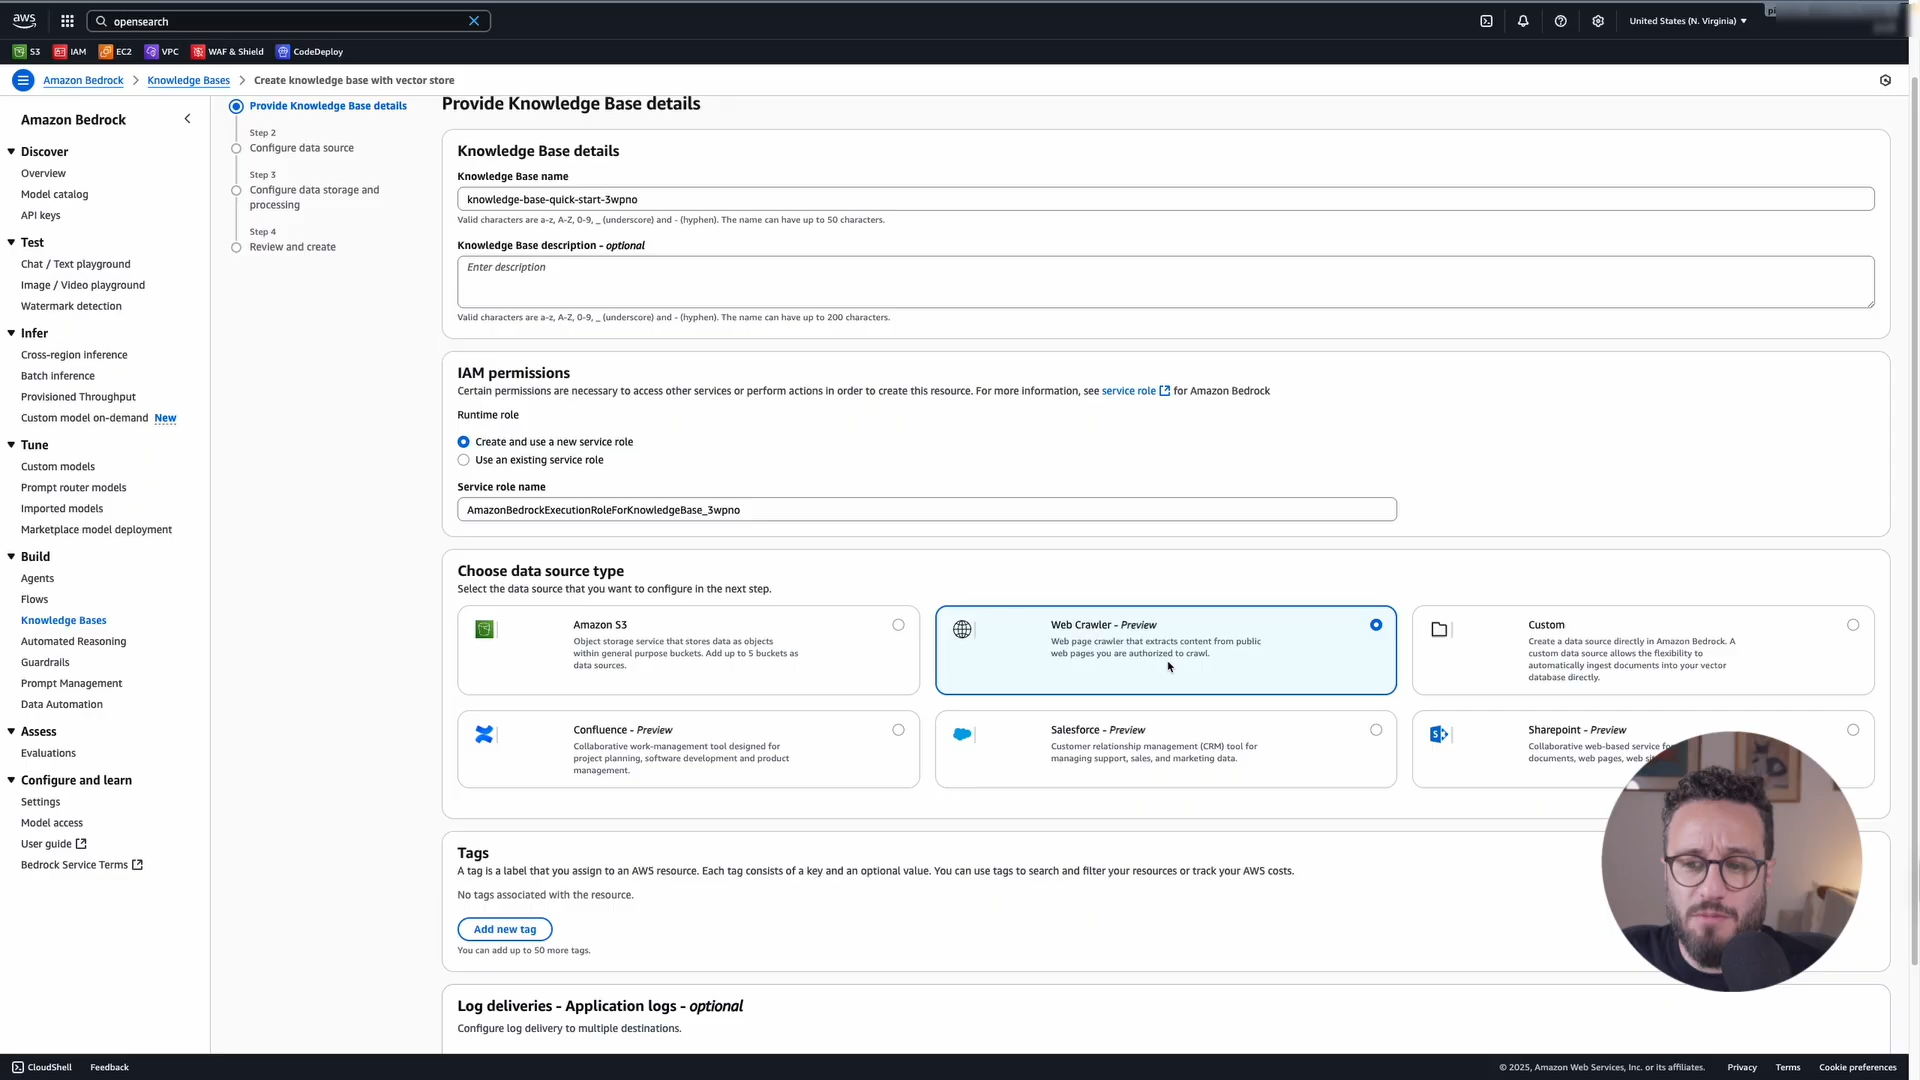 aws
opensearch
United States (N. Virginia)
S3
IAM
EC2
VPC
WAF & Shield
CodeDeploy
Amazon Bedrock
Knowledge Bases
Create knowledge base with vector store
Amazon Bedrock
Discover
Overview
Model catalog
API keys
Test
Chat / Text playground
Image / Video playground
Watermark detection
Infer
Cross-region inference
Batch inference
Provisioned Throughput
Custom model on-demand New
Tune
Custom models
Prompt router models
Imported models
Marketplace model deployment
Build
Agents
Flows
Knowledge Bases
Automated Reasoning
Guardrails
Prompt Management
Data Automation
Assess
Evaluations
Configure and learn
Settings
Model access
User guide
Bedrock Service Terms
Provide Knowledge Base details
Step 2
Configure data source
Step 3
Configure data storage and
processing
Step 4
Review and create
Provide Knowledge Base details
Knowledge Base details
Knowledge Base name
knowledge-base-quick-start-3wpno
Valid characters are a-z, A-Z, 0-9, _ (underscore) and - (hyphen). The name can have up to 50 characters.
Knowledge Base description - optional
Enter description
Valid characters are a-z, A-Z, 0-9, _ (underscore) and - (hyphen). The name can have up to 200 characters.
IAM permissions
Certain permissions are necessary to access other services or perform actions in order to create this resource. For more information, see service role for Amazon Bedrock
Runtime role
Create and use a new service role
Use an existing service role
Service role name
AmazonBedrockExecutionRoleForKnowledgeBase_3wpno
Choose data source type
Select the data source that you want to configure in the next step.
Amazon S3
Object storage service that stores data as objects
within general purpose buckets. Add up to 5 buckets as
data sources.
Web Crawler - Preview
Web page crawler that extracts content from public
web pages you are authorized to crawl.
Custom
Create a data source directly in Amazon Bedrock. A
custom data source allows the flexibility to
automatically ingest documents into your vector
database directly.
Confluence - Preview
Collaborative work-management tool designed for
project planning, software development and product
management.
Salesforce - Preview
Customer relationship management (CRM) tool for
managing support, sales, and marketing data.
Sharepoint - Preview
Collaborative web-based service for
documents, web pages, web
Tags
A tag is a label that you assign to an AWS resource. Each tag consists of a key and an optional value. You can use tags to search and filter your resources or track your AWS costs.
No tags associated with the resource.
Add new tag
You can add up to 50 more tags.
Log deliveries - Application logs - optional
Configure log delivery to multiple destinations.
CloudShell
Feedback
© 2025, Amazon Web Services, Inc. or its affiliates.
Privacy
Terms
Cookie preferences